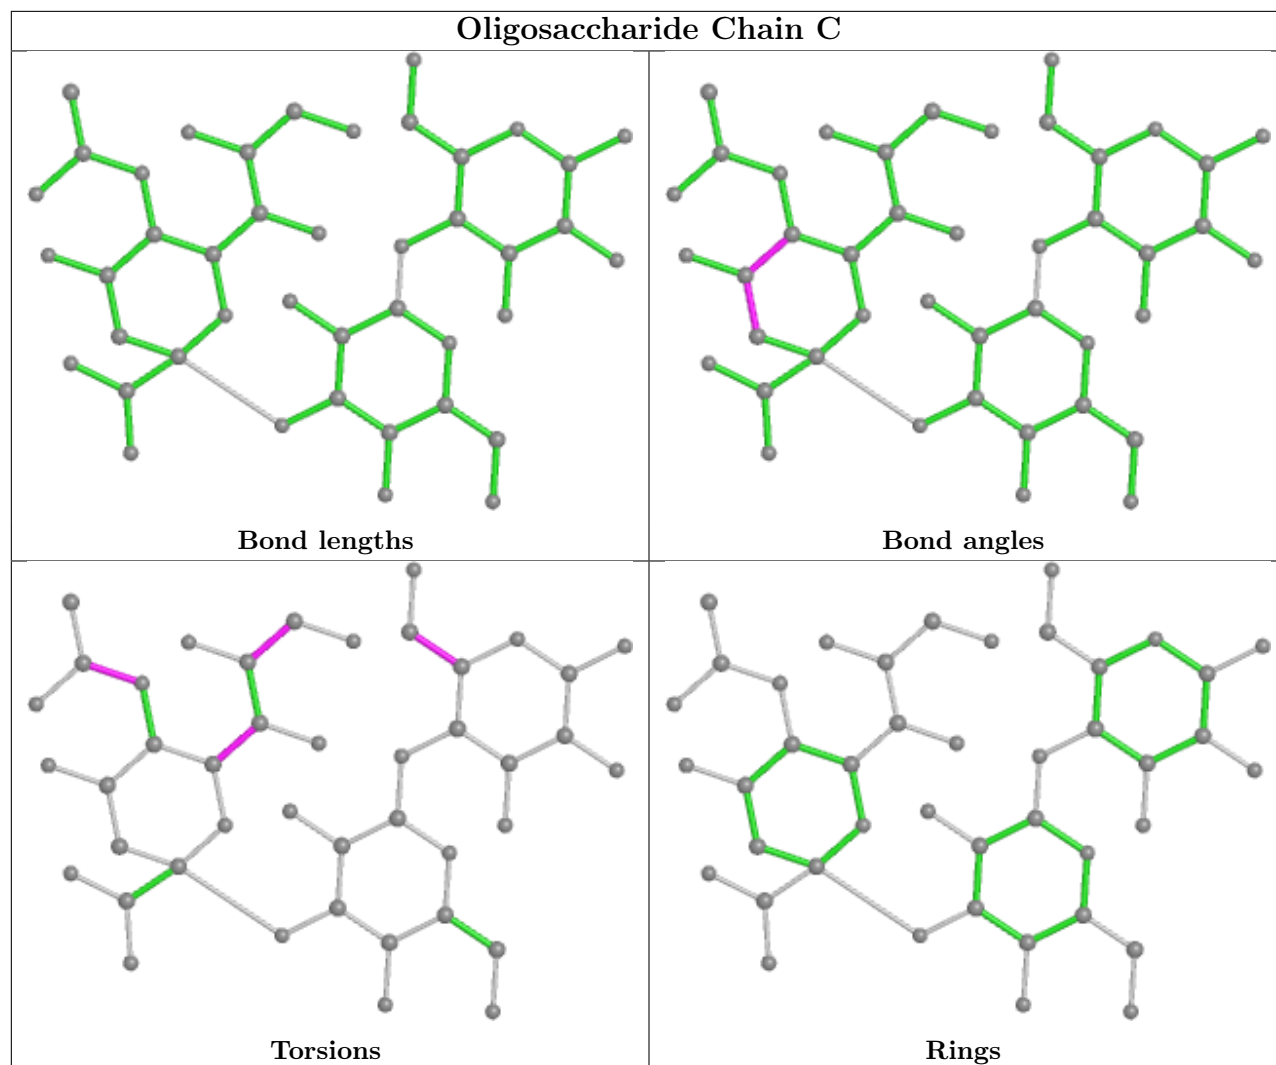 Oligosaccharide Chain C
Bond lengths
Bond angles
Torsions
Rings